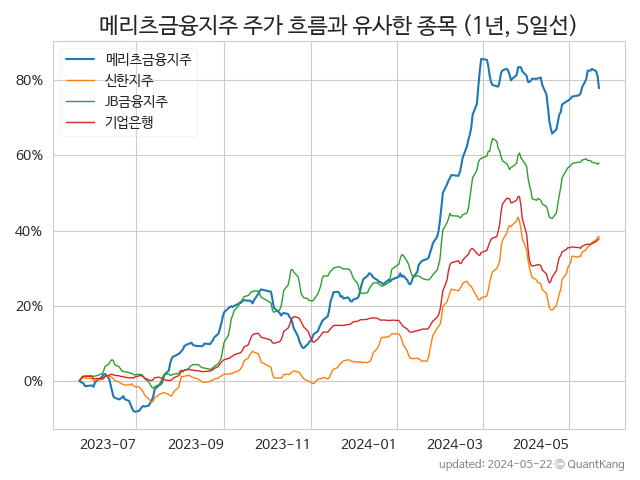 메리츠금융지주 주가 흐름과 유사한 종목 (1년, 5일선)
메리츠금융지주
신한지주
JB금융지주
기업은행
80%
60%
40%
20%
0%
2023-07 2023-09 2023-11 2024-01 2024-03 2024-05
updated: 2024-05-22 © QuantKang